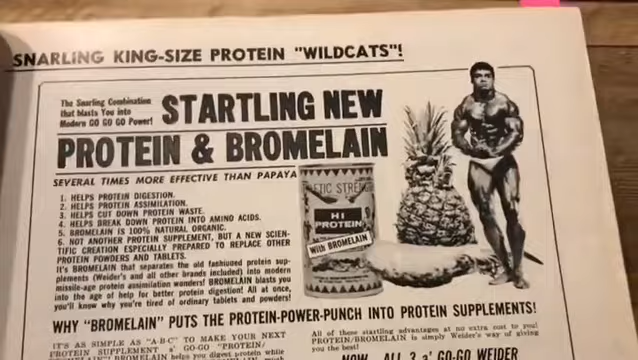 SNARLING KING-SIZE PROTEIN "WILDCATS"!
The Snarling Combination
that Blasts You into
Modern GO GO GO Power!
STARTLING NEW
PROTEIN & BROMELAIN
SEVERAL TIMES MORE EFFECTIVE THAN PAPAYA
1. HELPS PROTEIN DIGESTION.
2. HELPS PROTEIN ASSIMILATION.
3. HELPS CUT DOWN PROTEIN WASTE.
4. HELPS BREAK DOWN PROTEIN INTO AMINO ACIDS.
5. BROMELAIN IS 100% NATURAL ORGANIC.
6. NOT ANOTHER PROTEIN SUPPLEMENT, BUT A NEW SCIEN-
TIFIC CREATION ESPECIALLY PREPARED TO REPLACE OTHER
PROTEIN POWDERS AND TABLETS.
It's BROMELAIN that separates the old fashioned protein sup-
plements (Weider's and all other brands included) into modern
missile-age protein assimilation wonders! BROMELAIN blasts you
into the age of help for better protein digestion! All at once,
you'll know why you're tired of ordinary tablets and powders!
ETIC STRENG
HI
PROTEIN
With BROMELAIN
WHY "BROMELAIN" PUTS THE PROTEIN-POWER-PUNCH INTO PROTEIN SUPPLEMENTS!
IT'S AS SIMPLE AS "A-B-C" TO MAKE YOUR NEXT
PROTEIN SUPPLEMENT a' GO-GO "PROTEIN/
BROMELAIN" helps you digest protein while
All of these startling advantages at no extra cost to you!
PROTEIN/BROMELAIN is simply Weider's way of giving
you the best!
NOW ALL 3 a' GO-GO WEIDER